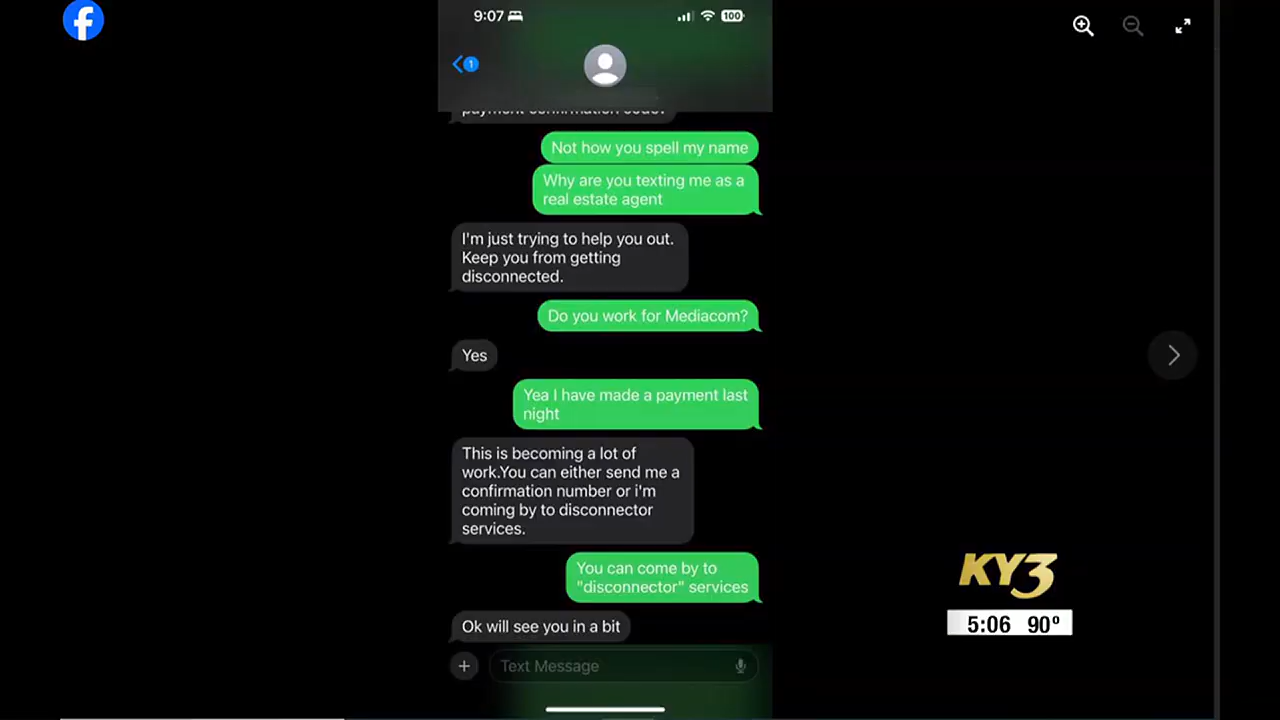 9:07
100
1
payment confirmation code?
Not how you spell my name
Why are you texting me as a
real estate agent
I'm just trying to help you out.
Keep you from getting
disconnected.
Do you work for Mediacom?
Yes
Yea I have made a payment last
night
This is becoming a lot of
work.You can either send me a
confirmation number or i'm
coming by to disconnector
services.
You can come by to
"disconnector" services
Ok will see you in a bit
Text Message
KY3
5:06 90º